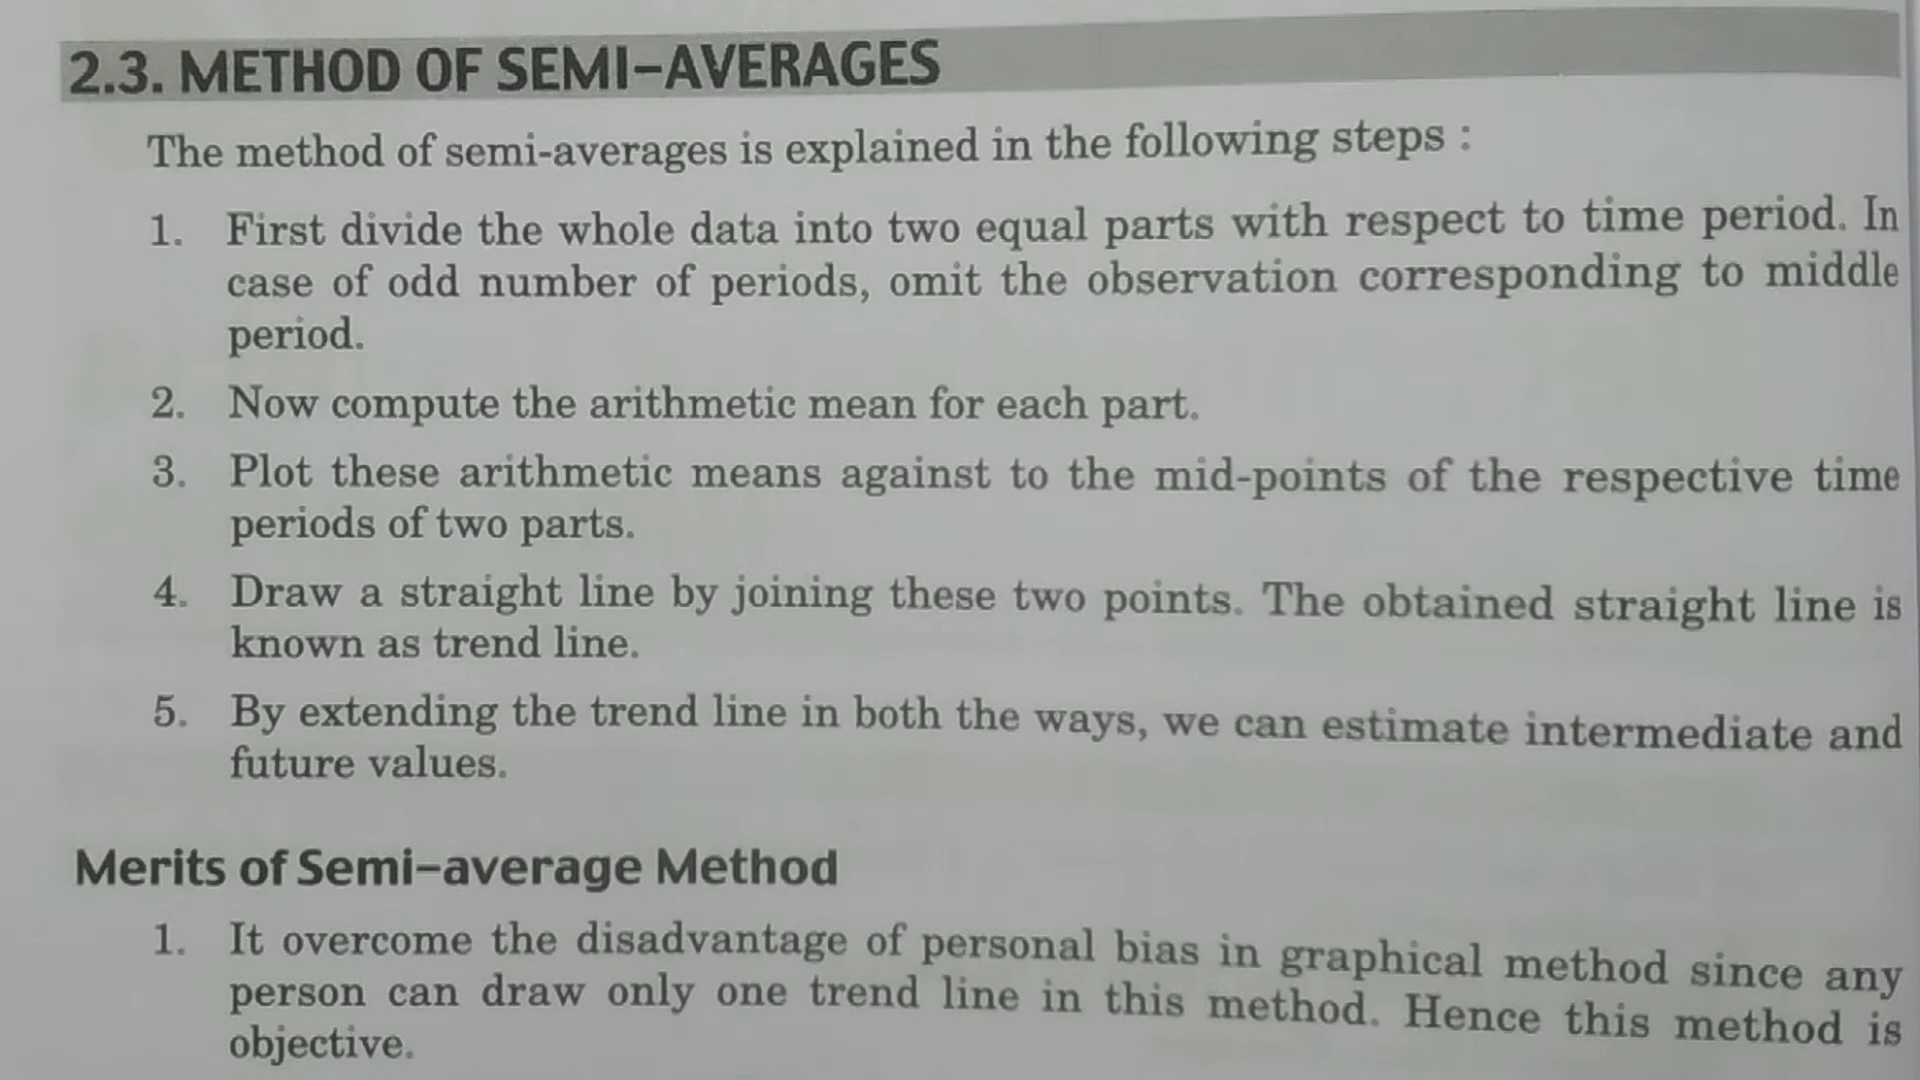 2.3. METHOD OF SEMI-AVERAGES
The method of semi-averages is explained in the following steps :
1. First divide the whole data into two equal parts with respect to time period. In
case of odd number of periods, omit the observation corresponding to middle
period.
2. Now compute the arithmetic mean for each part.
3. Plot these arithmetic means against to the mid-points of the respective time
periods of two parts.
4. Draw a straight line by joining these two points. The obtained straight line is
known as trend line.
5. By extending the trend line in both the ways, we can estimate intermediate and
future values.
Merits of Semi-average Method
1. It overcome the disadvantage of personal bias in graphical method since any
person can draw only one trend line in this method. Hence this method is
objective.